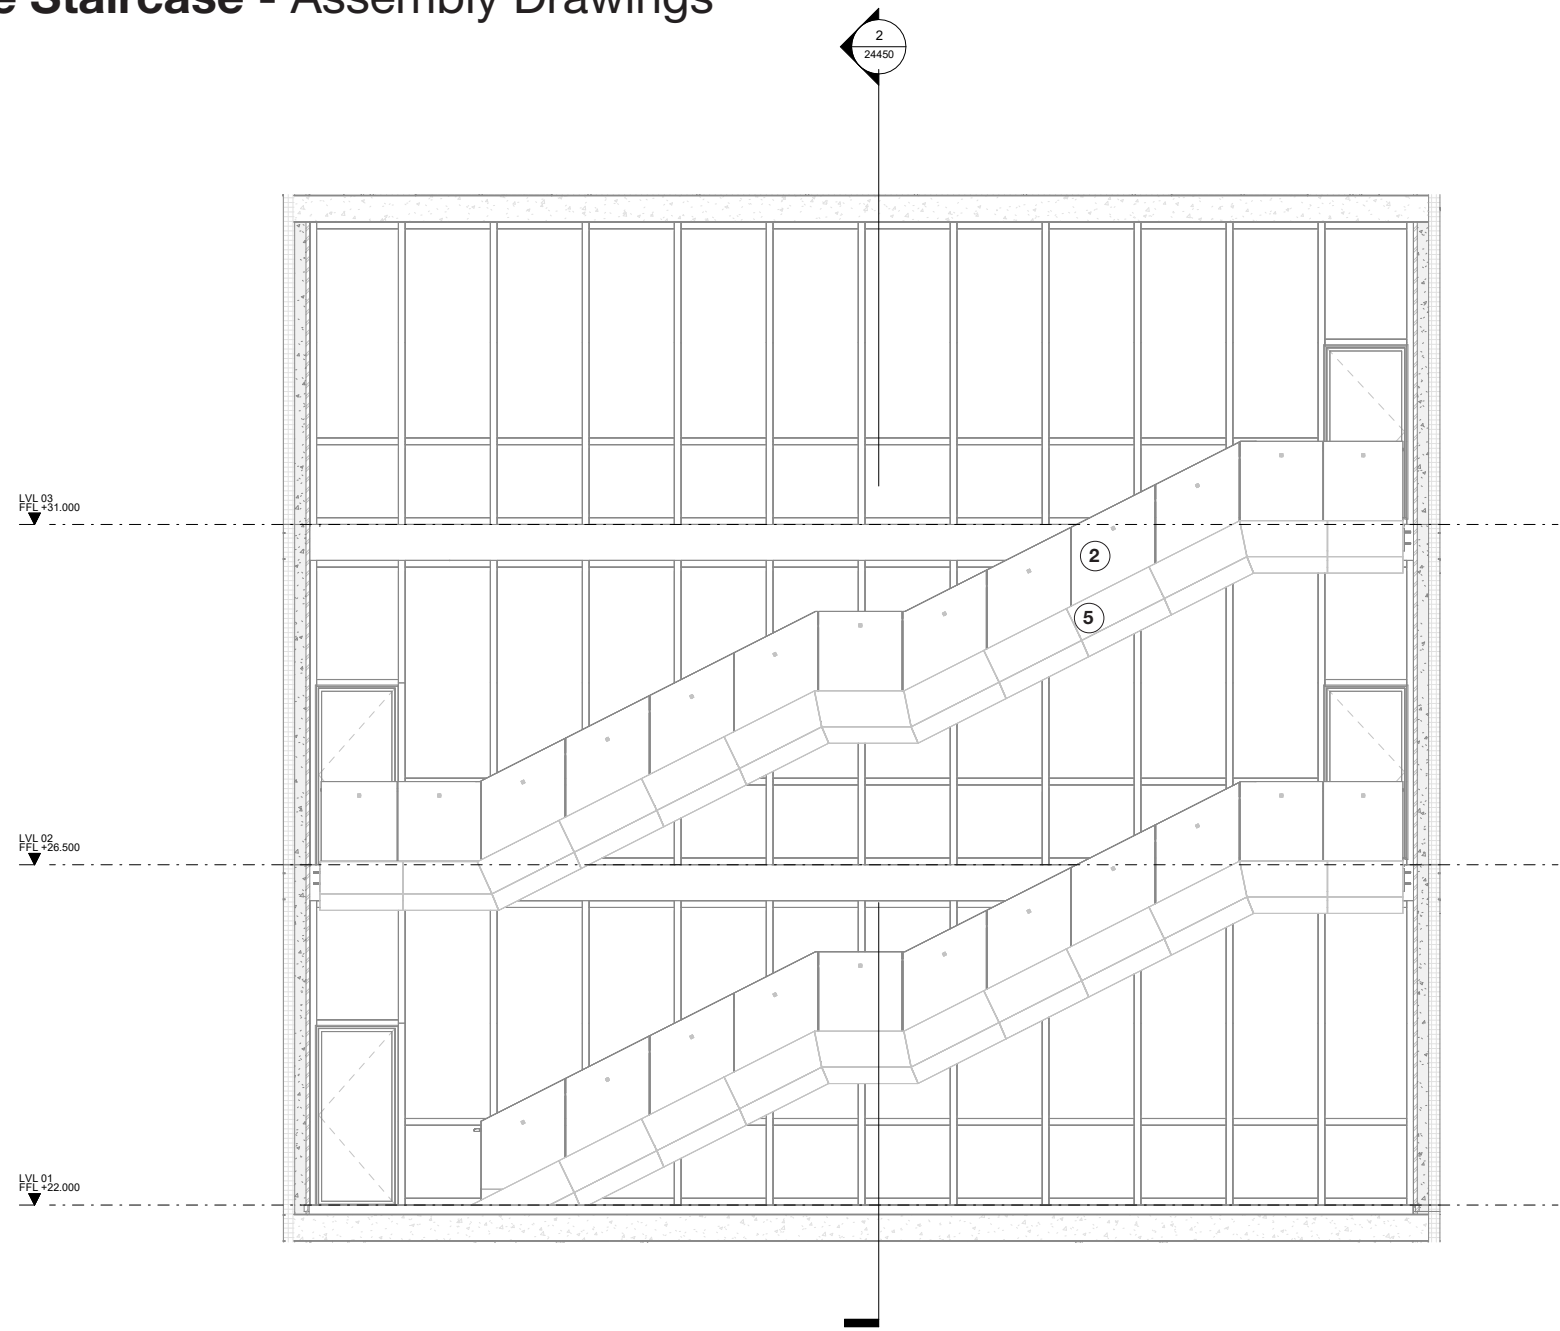 e Staircase - Assembly Drawings
2
24450
LVL 03
FFL +31.000
2
5
LVL 02
FFL +26.500
LVL 01
FFL +22.000